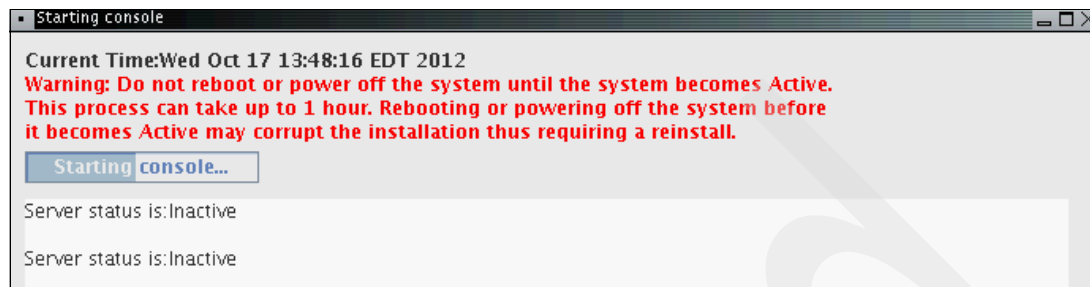 Starting console
Current Time:Wed Oct 17 13:48:16 EDT 2012
Warning: Do not reboot or power off the system until the system becomes Active.
This process can take up to 1 hour. Rebooting or powering off the system before
it becomes Active may corrupt the installation thus requiring a reinstall.
Starting console...
Server status is:Inactive
Server status is:Inactive